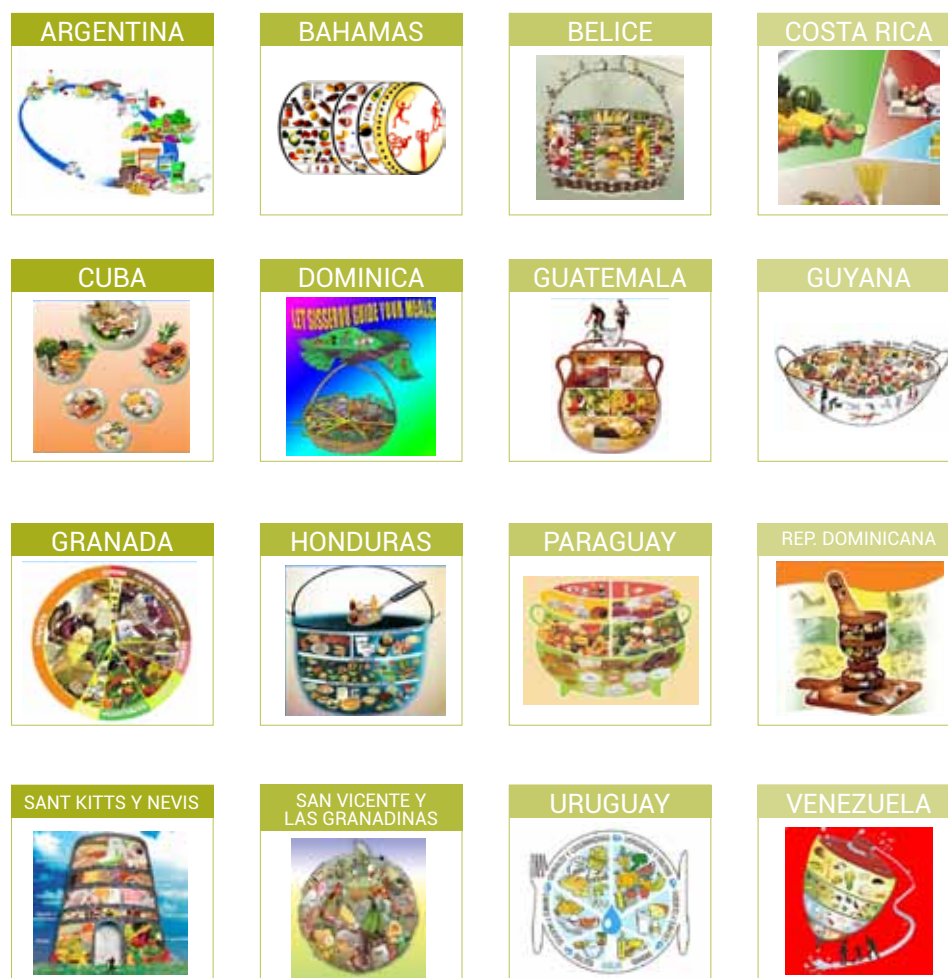 ARGENTINA
BAHAMAS
BELICE
COSTA RICA
CUBA
DOMINICA
GUATEMALA
GUYANA
LET SISSEROU GUIDE YOUR MEALS.
GRANADA
HONDURAS
PARAGUAY
REP. DOMINICANA
SANT KITTS Y NEVIS
SAN VICENTE Y
LAS GRANADINAS
URUGUAY
VENEZUELA